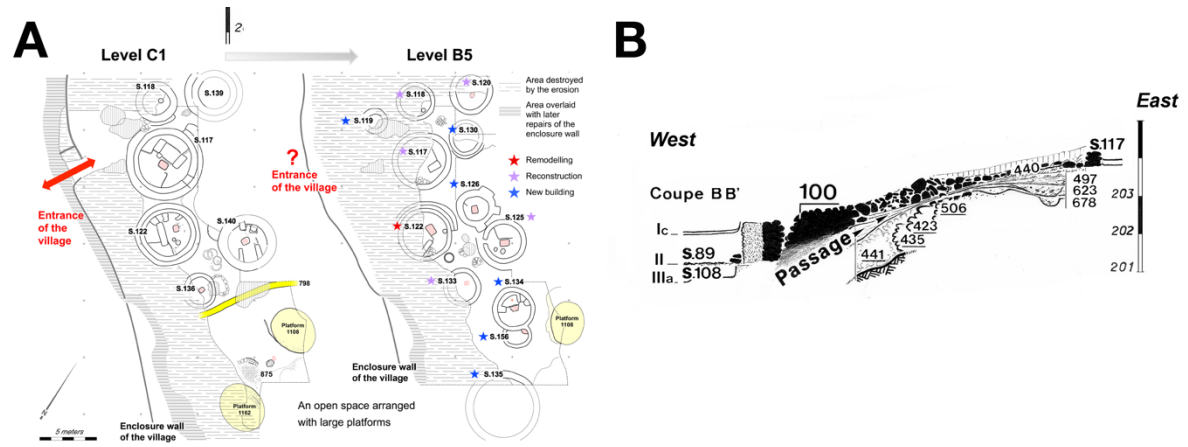 A
2
Level C1
Level B5
S.118
S.139
S.117
Entrance
of the
village
S.122
S.140
S.136
798
Platform
1108
875
Platform
1162
Enclosure wall
of the village
5 meters
N
An open space arranged
with large platforms
?
Entrance
of the village
S.120
S.118
S.119
S.130
S.117
S.126
S.125
S.122
S.133
S.134
S.156
S.135
Platform
1108
Enclosure wall
of the village
Area destroyed
by the erosion
Area overlaid
with later
repairs of the
enclosure wall
Remodelling
Reconstruction
New building
B
West
East
Coupe BB'
100
S.117
440
497
623
678
506
423
435
441
Passage
Ic
II
S.89
IIIa
S.108
203
202
201